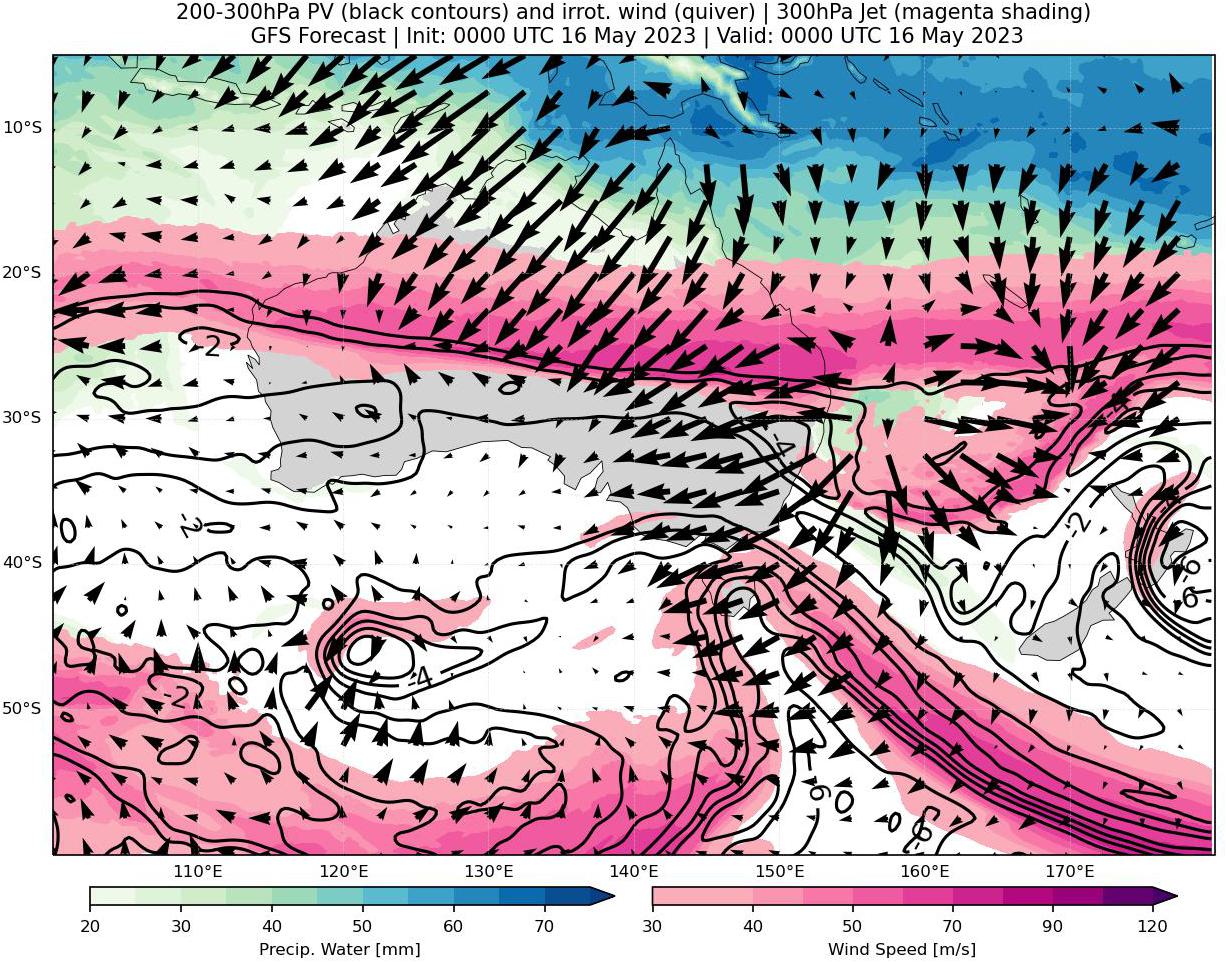 200-300hPa PV (black contours) and irrot. wind (quiver) | 300hPa Jet (magenta shading)
GFS Forecast | Init: 0000 UTC 16 May 2023 | Valid: 0000 UTC 16 May 2023
10°S
20°S
-2
30°S
-4
-4
-2
-2
0
40°S
-6
6
-4
-2
50°S
-6
-6
110°E 120°E 130°E 140°E 150°E 160°E 170°E
20 30 40 50 60 70
30 40 50 70 90 120
Precip. Water [mm] Wind Speed [m/s]